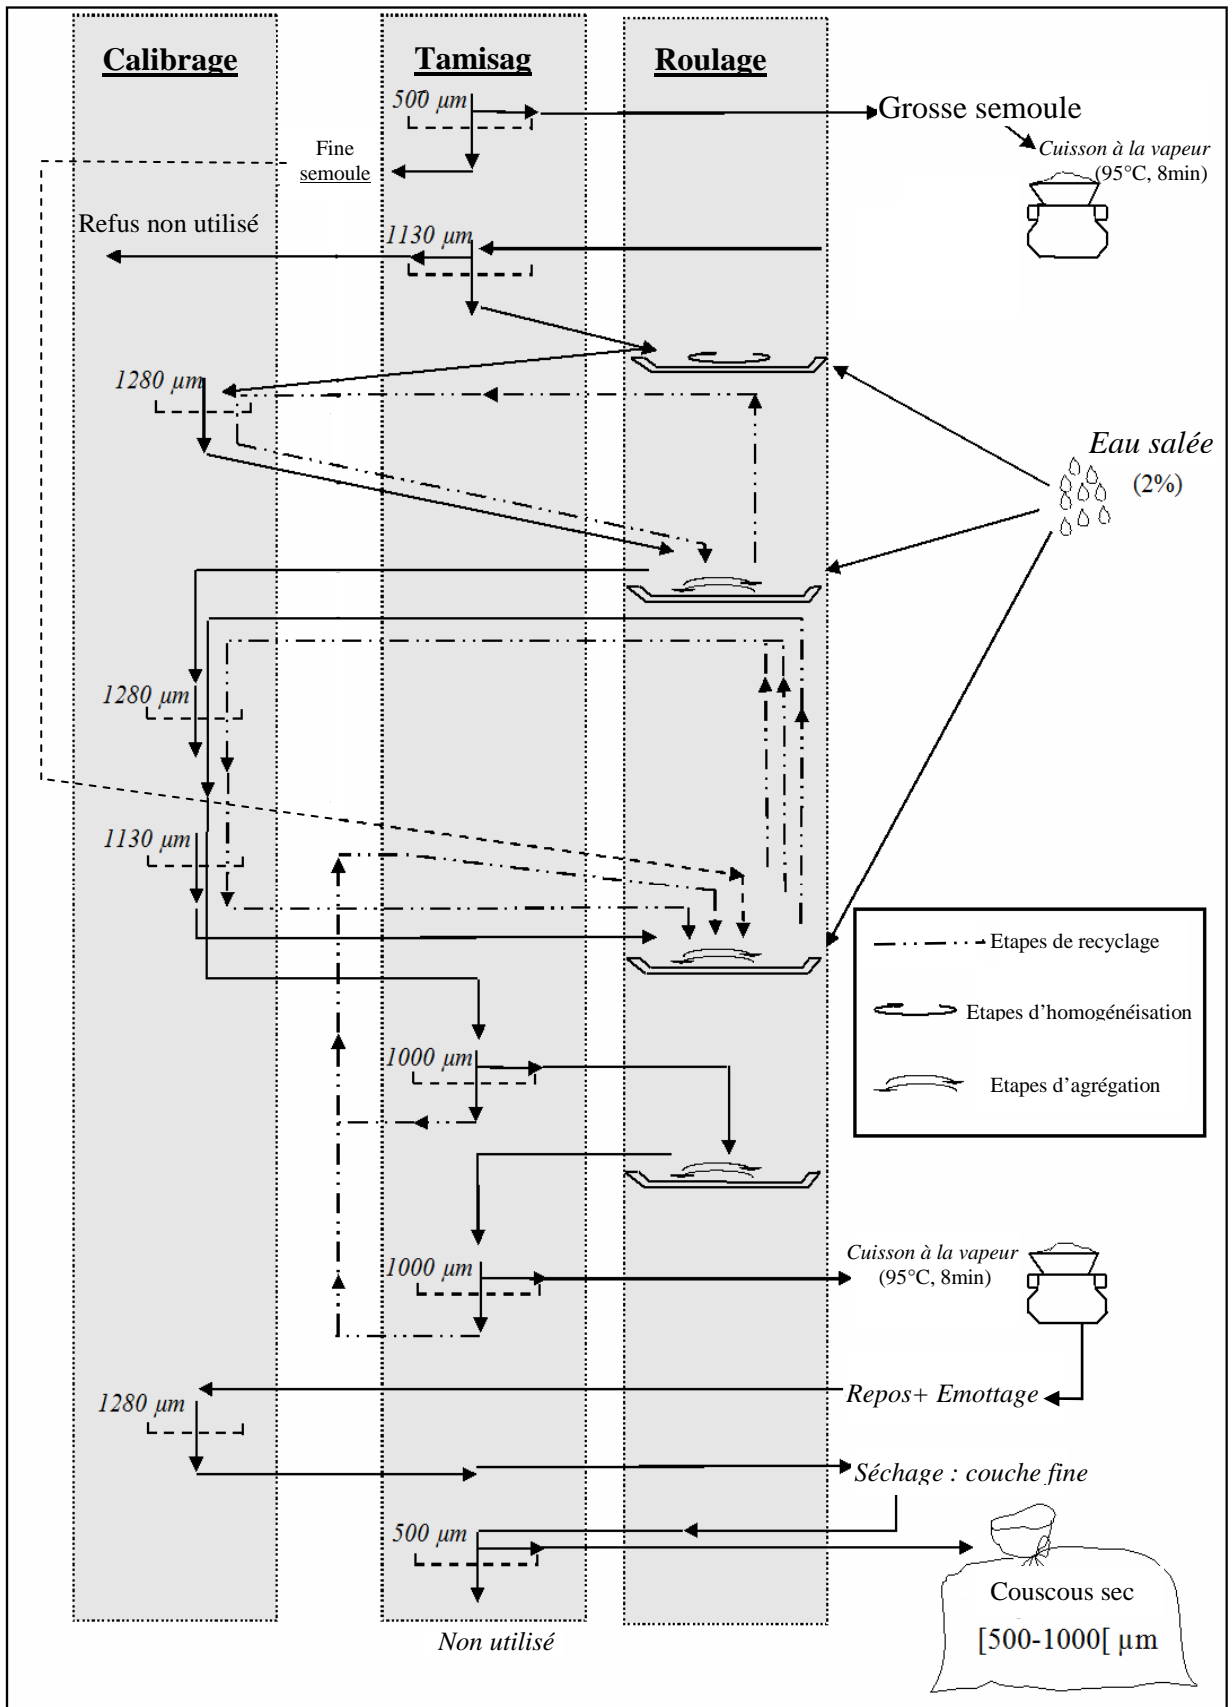 Calibrage
Tamisag
Roulage
500 µm
Grosse semoule
Fine
semoule
Cuisson à la vapeur
(95°C, 8min)
Refus non utilisé
1130 µm
1280 µm
Eau salée
(2%)
1280 µm
1130 µm
Etapes de recyclage
Etapes d'homogénéisation
Etapes d'agrégation
1000 µm
1000 µm
Cuisson à la vapeur
(95°C, 8min)
Repos+ Emottage
1280 µm
Séchage : couche fine
500 µm
Couscous sec
[500-1000[ µm
Non utilisé